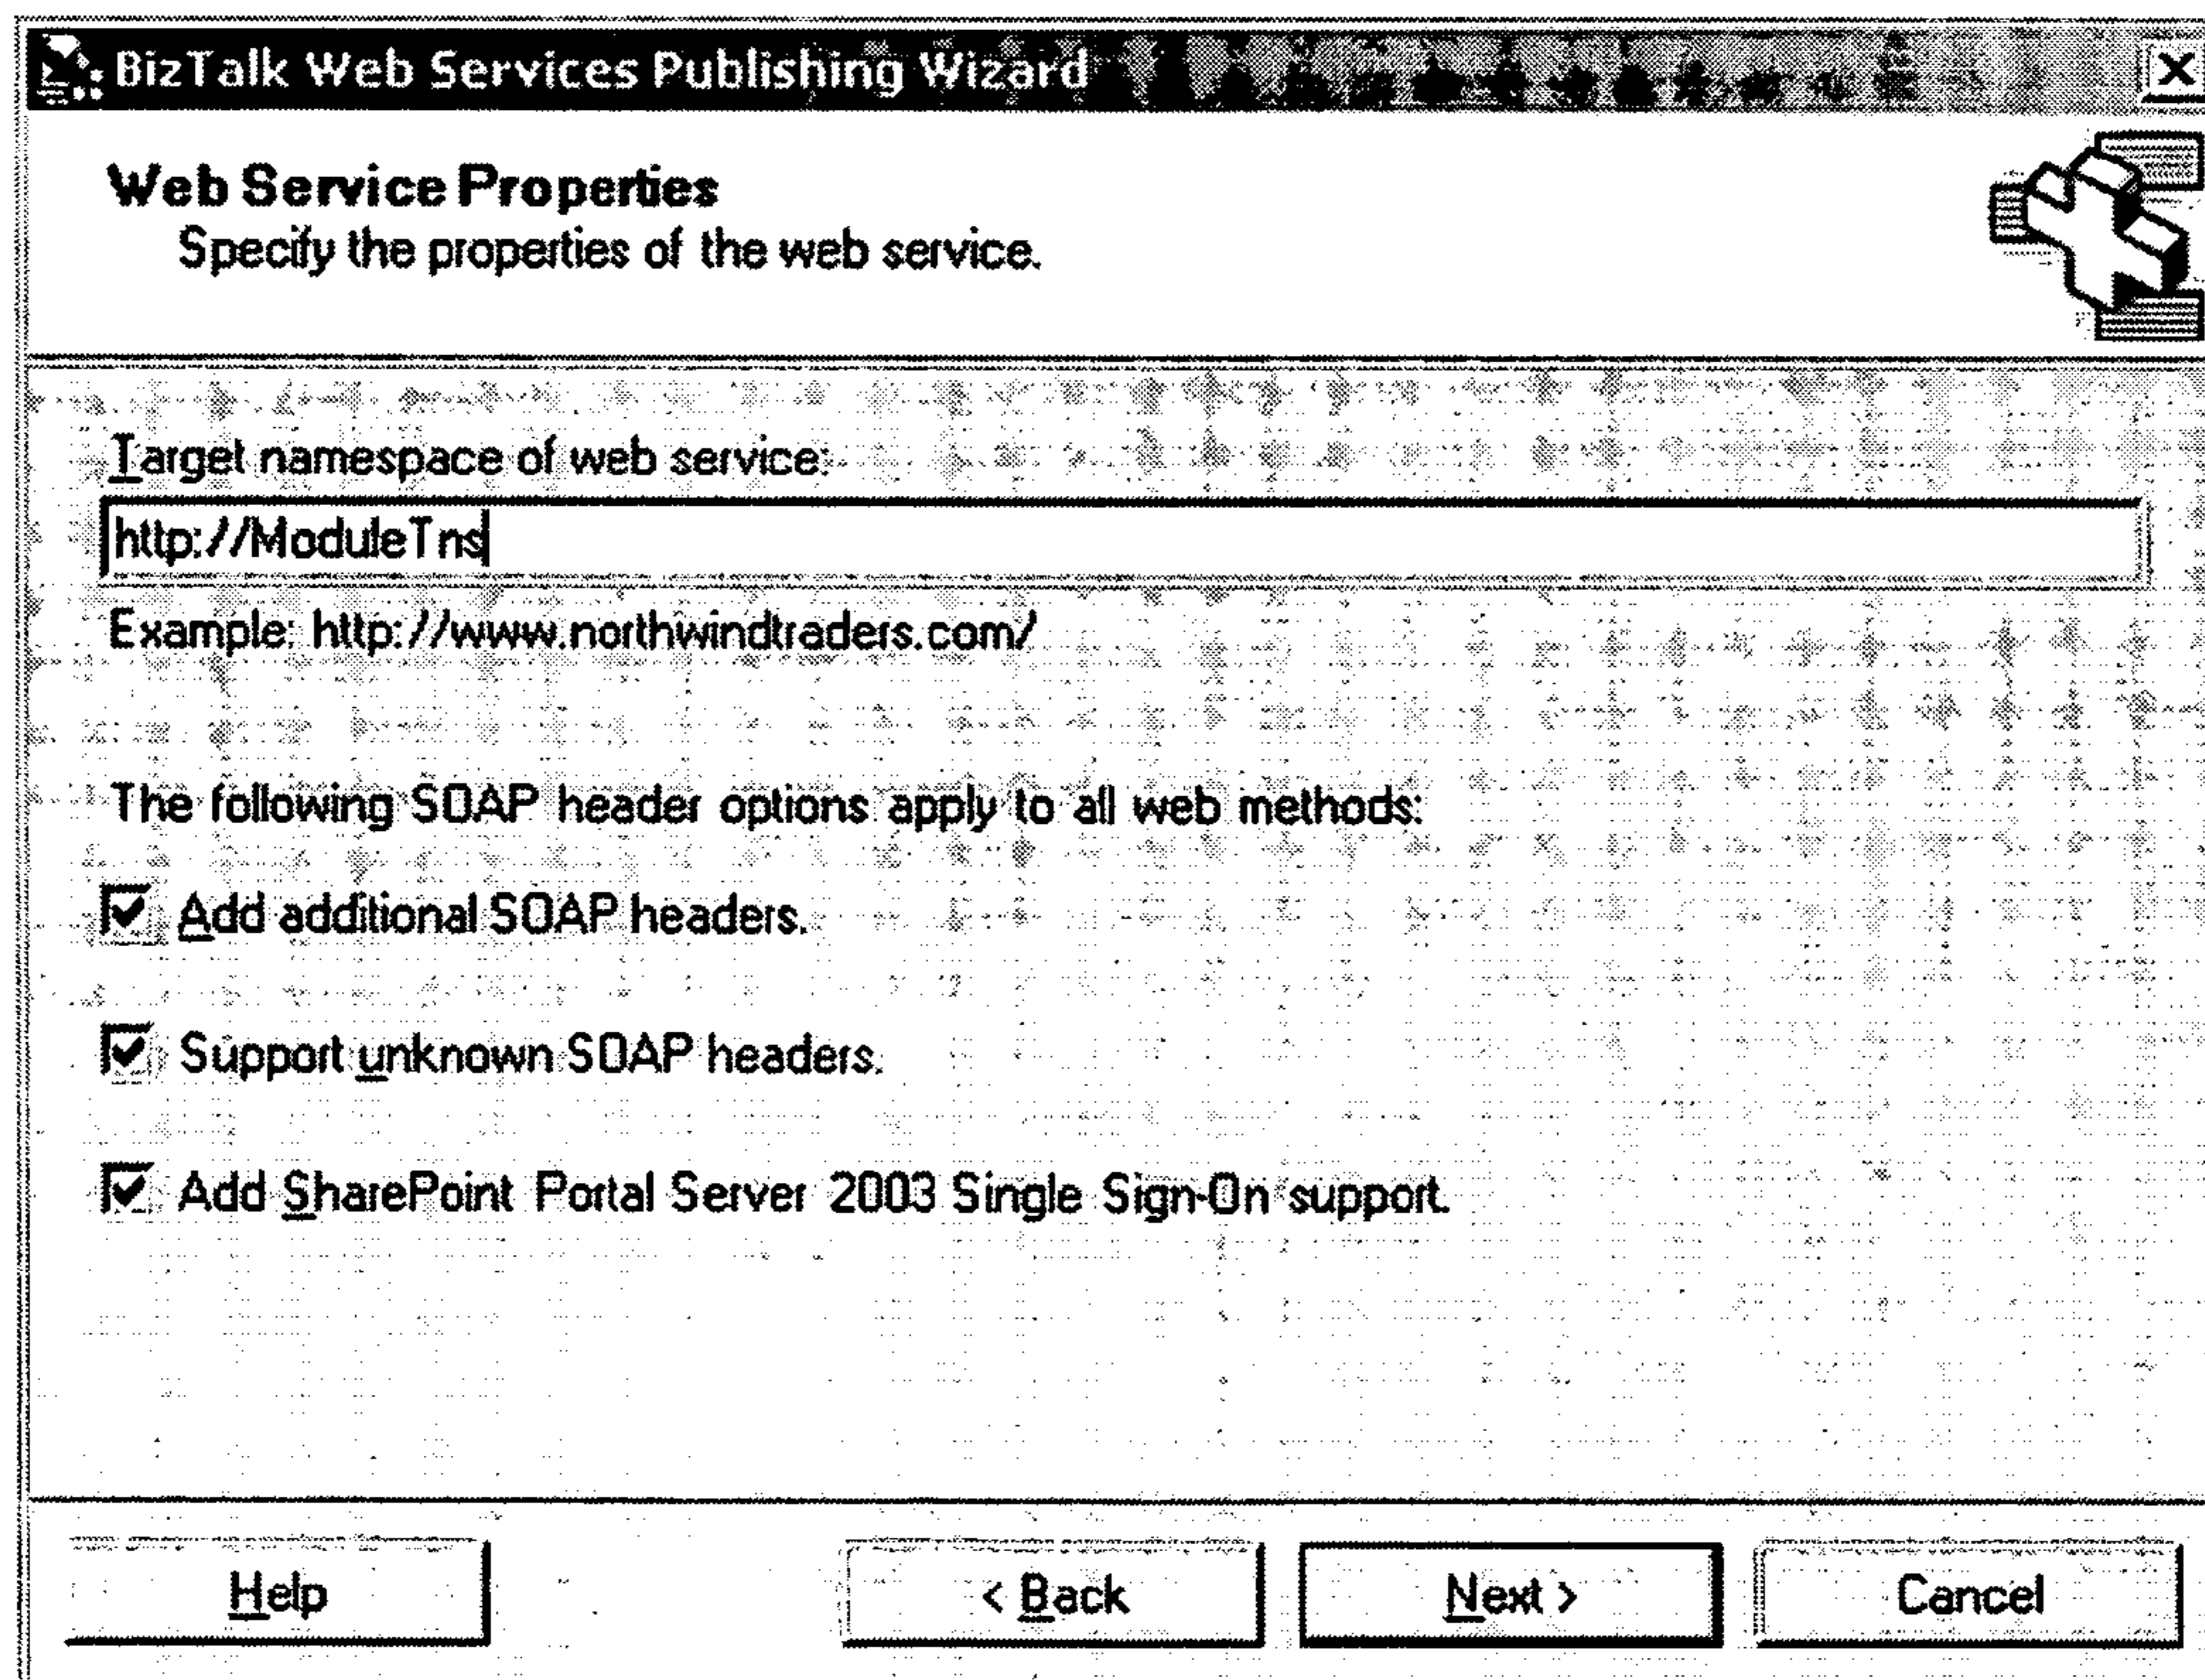 BizTalk Web Services Publishing Wizard
Web Service Properties
Specify the properties of the web service.
Target namespace of web service:
http://ModuleTns
Example: http://www.northwindtraders.com/
The following SOAP header options apply to all web methods:
Add additional SOAP headers.
Support unknown SOAP headers.
Add SharePoint Portal Server 2003 Single Sign-On support.
Help
< Back
Next >
Cancel